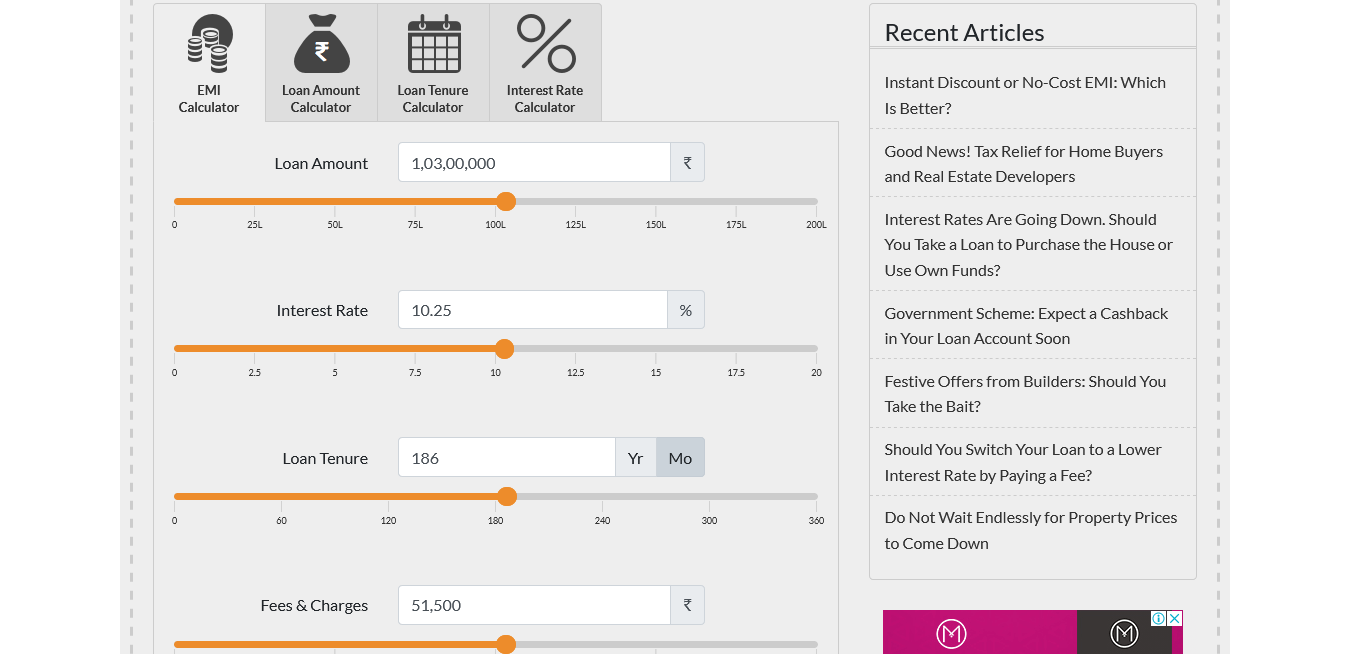 EMI
Calculator
Loan Amount
Calculator
Loan Tenure
Calculator
Interest Rate
Calculator
Loan Amount 1,03,00,000 ₹
0 25L 50L 75L 100L 125L 150L 175L 200L
Interest Rate 10.25 %
0 2.5 5 7.5 10 12.5 15 17.5 20
Loan Tenure 186 Yr Mo
0 60 120 180 240 300 360
Fees & Charges 51,500 ₹
Recent Articles
Instant Discount or No-Cost EMI: Which
Is Better?
Good News! Tax Relief for Home Buyers
and Real Estate Developers
Interest Rates Are Going Down. Should
You Take a Loan to Purchase the House or
Use Own Funds?
Government Scheme: Expect a Cashback
in Your Loan Account Soon
Festive Offers from Builders: Should You
Take the Bait?
Should You Switch Your Loan to a Lower
Interest Rate by Paying a Fee?
Do Not Wait Endlessly for Property Prices
to Come Down